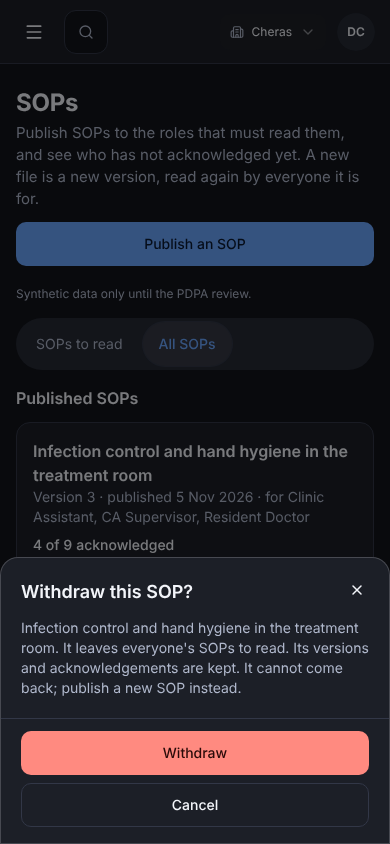 Cheras
DC
SOPs
Publish SOPs to the roles that must read them,
and see who has not acknowledged yet. A new
file is a new version, read again by everyone it is
for.
Publish an SOP
Synthetic data only until the PDPA review.
SOPs to read
All SOPs
Published SOPs
Infection control and hand hygiene in the
treatment room
Version 3 · published 5 Nov 2026 · for Clinic
Assistant, CA Supervisor, Resident Doctor
4 of 9 acknowledged
Withdraw this SOP?
Infection control and hand hygiene in the treatment
room. It leaves everyone's SOPs to read. Its versions
and acknowledgements are kept. It cannot come
back; publish a new SOP instead.
Withdraw
Cancel